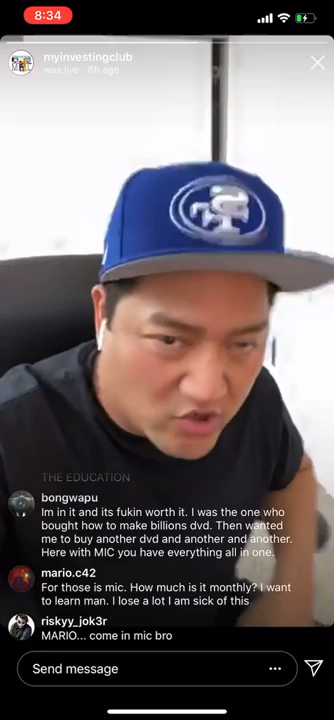 8:34
myinvestingclub
was live · 8h ago
THE EDUCATION
bongwapu
Im in it and its fukin worth it. I was the one who
bought how to make billions dvd. Then wanted
me to buy another dvd and another and another.
Here with MIC you have everything all in one.
mario.c42
For those is mic. How much is it monthly? I want
to learn man. I lose a lot I am sick of this
riskyy_jok3r
MARIO... come in mic bro
Send message